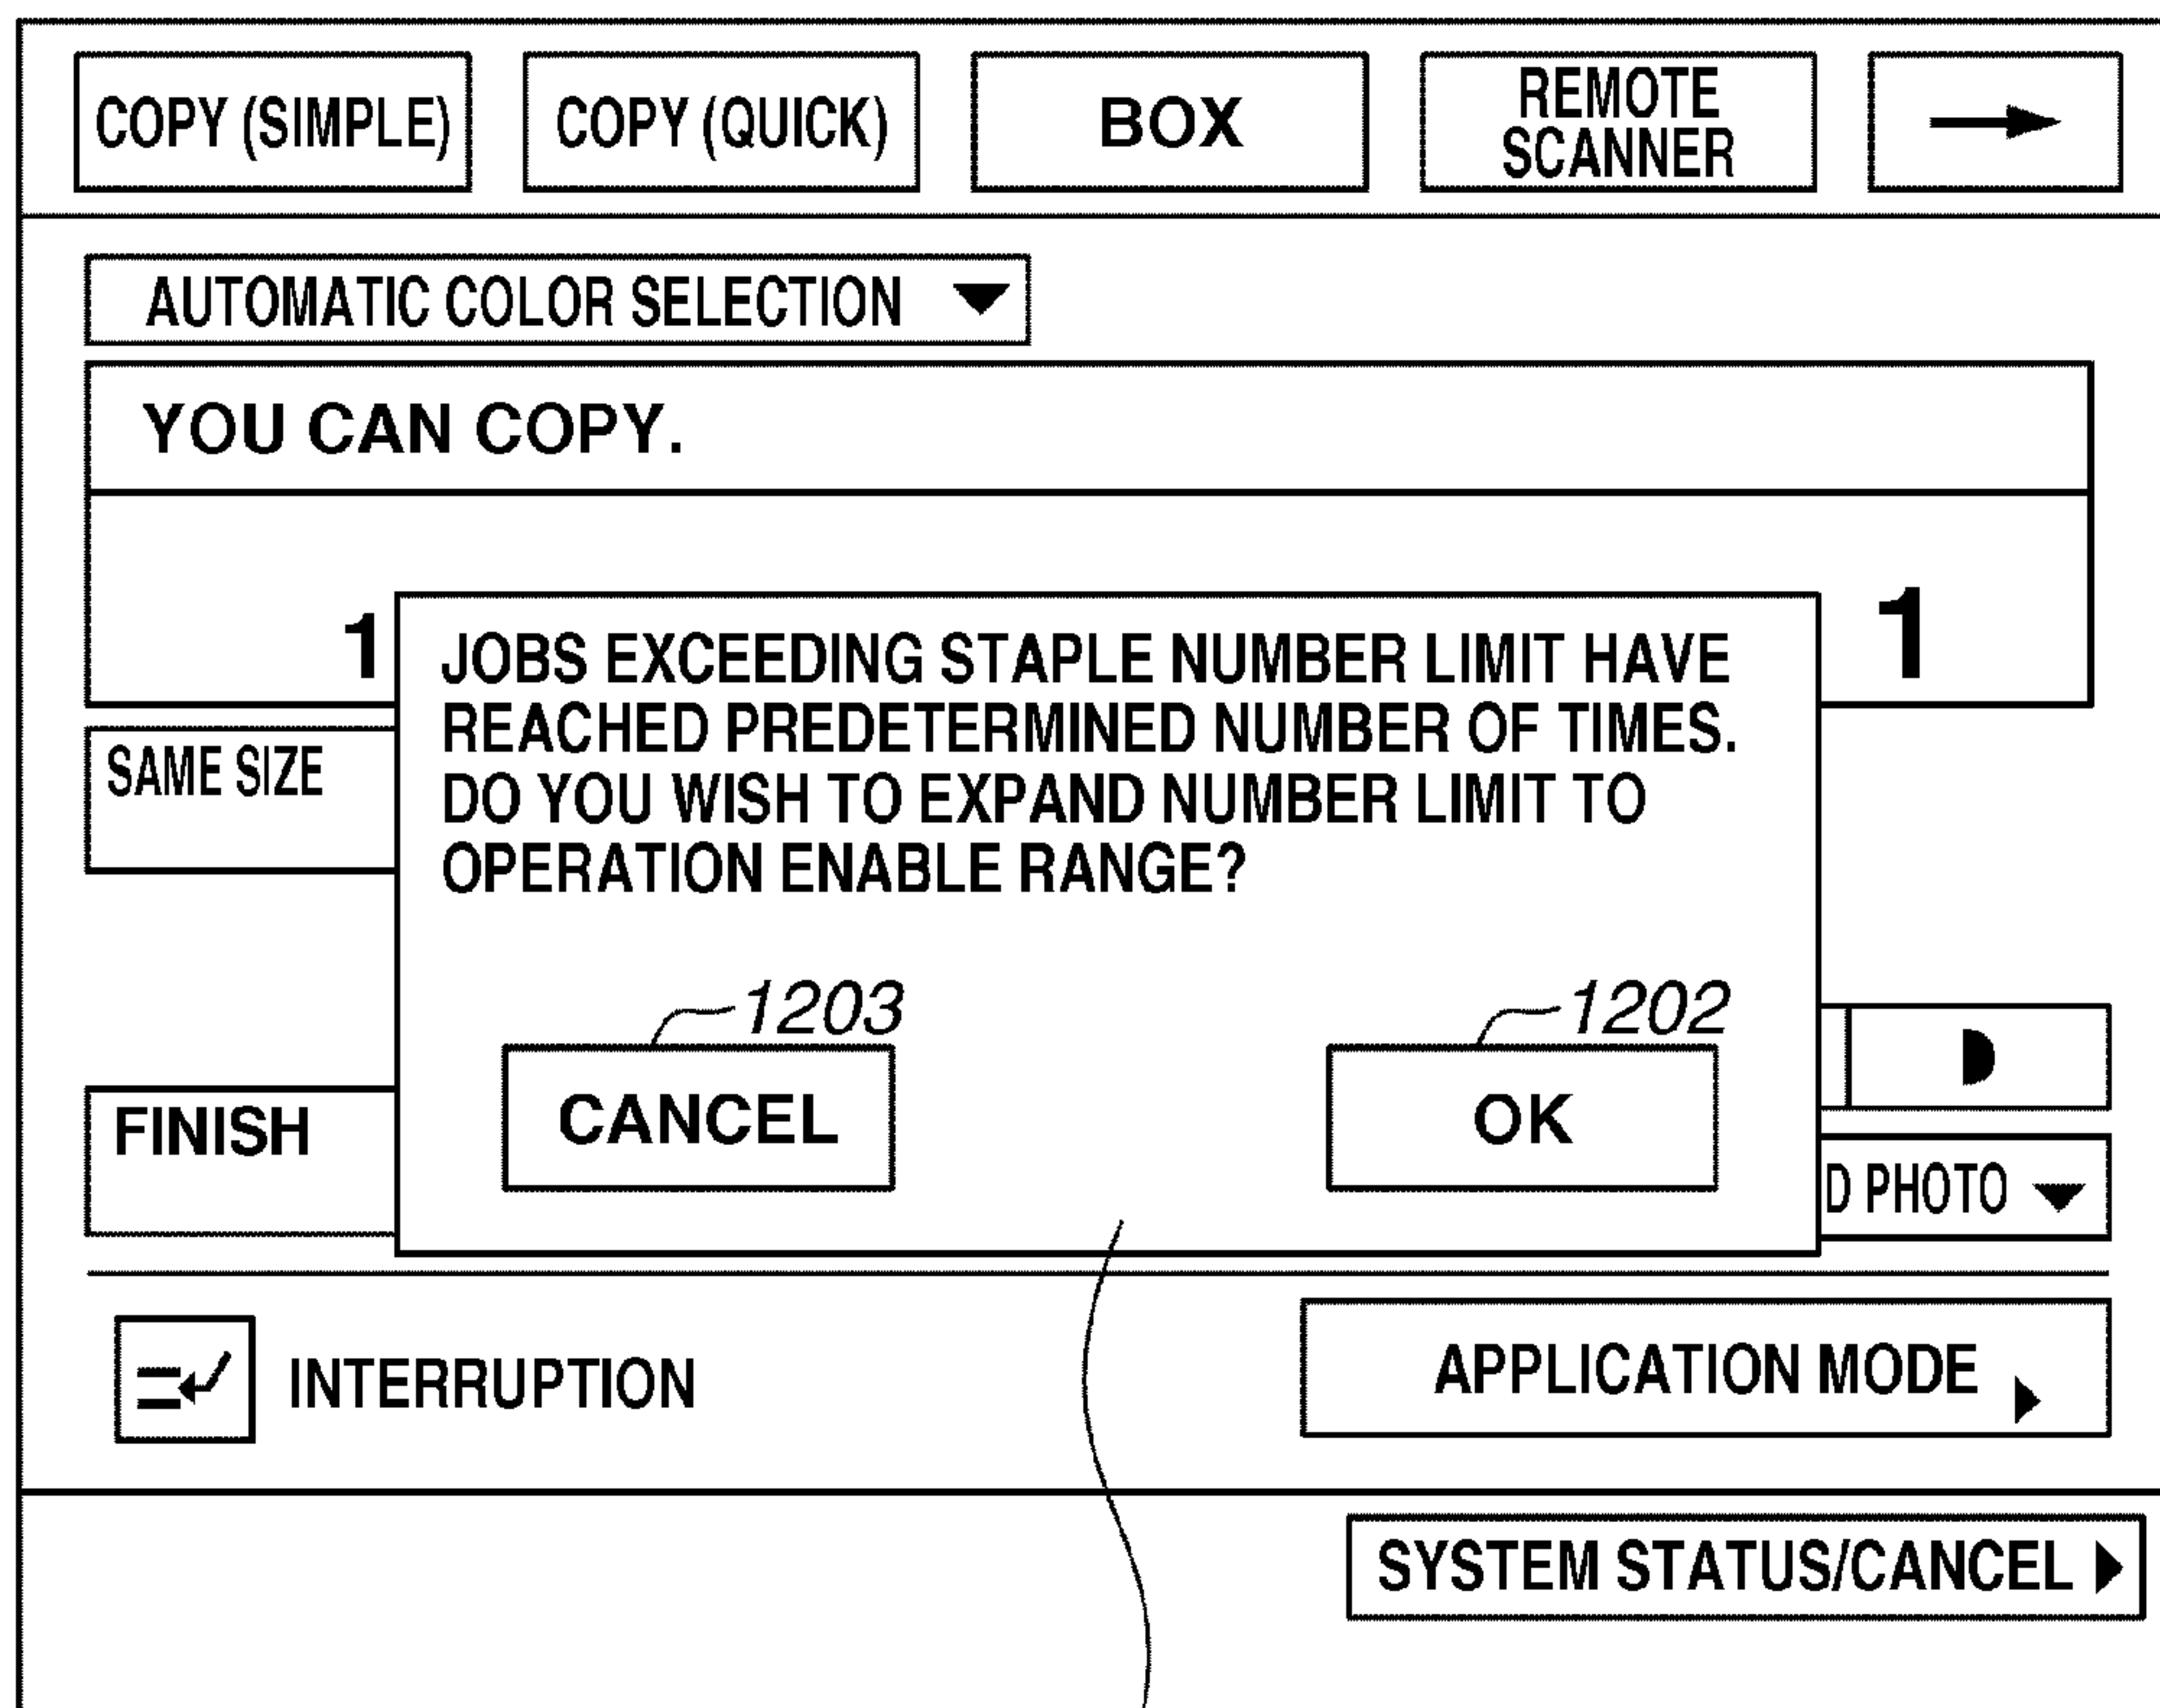 COPY (SIMPLE)
COPY (QUICK)
BOX
REMOTE
SCANNER
AUTOMATIC COLOR SELECTION
YOU CAN COPY.
1
1
JOBS EXCEEDING STAPLE NUMBER LIMIT HAVE
REACHED PREDETERMINED NUMBER OF TIMES.
DO YOU WISH TO EXPAND NUMBER LIMIT TO
OPERATION ENABLE RANGE?
SAME SIZE
1203
1202
CANCEL
OK
FINISH
D PHOTO
INTERRUPTION
APPLICATION MODE
SYSTEM STATUS/CANCEL